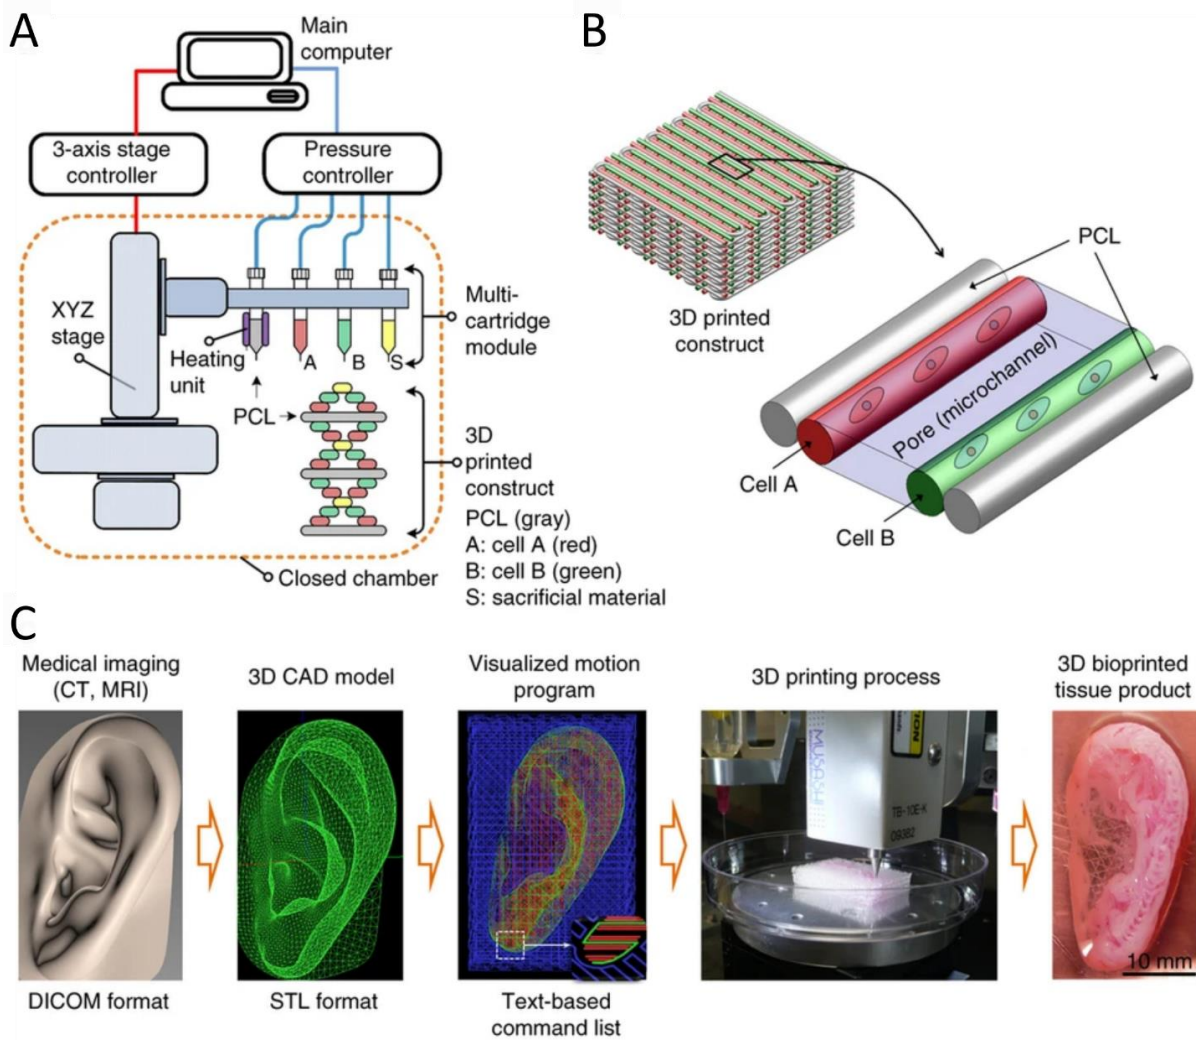 A
Main
computer
3-axis stage
controller
Pressure
controller
XYZ
stage
Heating
unit
A
B
S
PCL
Multi-
cartridge
module
3D
printed
construct
PCL (gray)
A: cell A (red)
B: cell B (green)
S: sacrificial material
Closed chamber
B
3D printed
construct
PCL
Pore (microchannel)
Cell A
Cell B
C
Medical imaging
(CT, MRI)
DICOM format
3D CAD model
STL format
Visualized motion
program
Text-based
command list
3D printing process
MUSASHI
TB-10E-K
09382
3D bioprinted
tissue product
10 mm